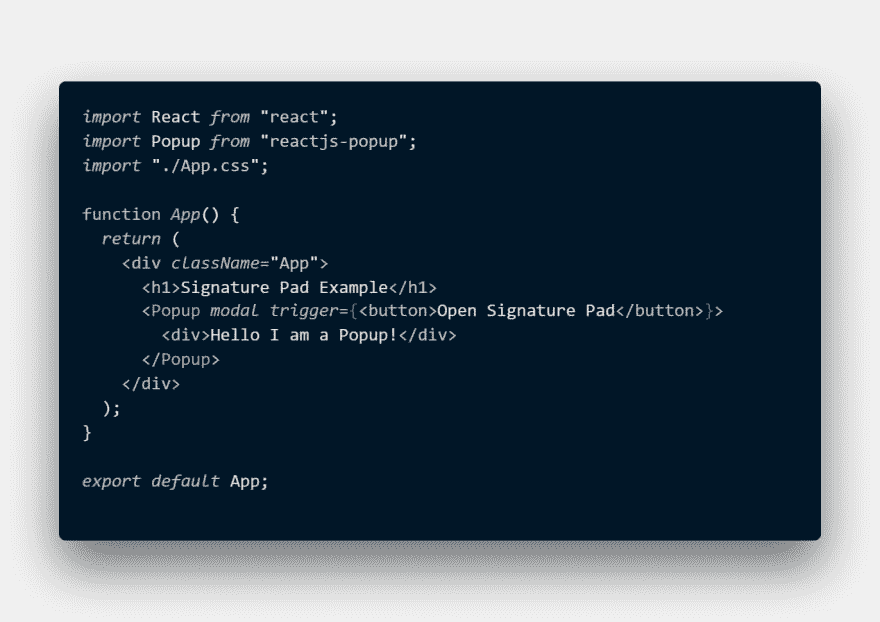 import React from "react";
import Popup from "reactjs-popup";
import "./App.css";

function App() {
  return (
    <div className="App">
      <h1>Signature Pad Example</h1>
      <Popup modal trigger={<button>Open Signature Pad</button>}>
        <div>Hello I am a Popup!</div>
      </Popup>
    </div>
  );
}

export default App;